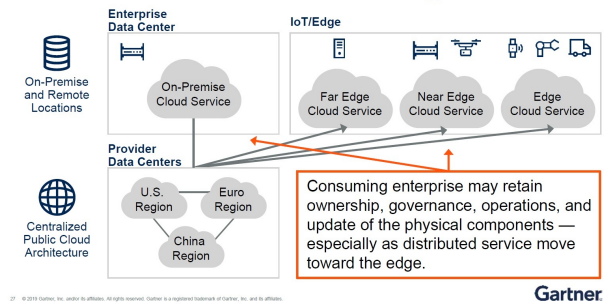 Enterprise
Data Center
IoT/Edge
On-Premise
and Remote
Locations
On-Premise
Cloud Service
Far Edge
Cloud Service
Near Edge
Cloud Service
Edge
Cloud Service
Provider
Data Centers
U.S.
Region
Euro
Region
China
Region
Centralized
Public Cloud
Architecture
Consuming enterprise may retain
ownership, governance, operations, and
update of the physical components —
especially as distributed service move
toward the edge.
27 © 2019 Gartner, Inc. and/or its affiliates. All rights reserved. Gartner is a registered trademark of Gartner, Inc. and its affiliates.
Gartner